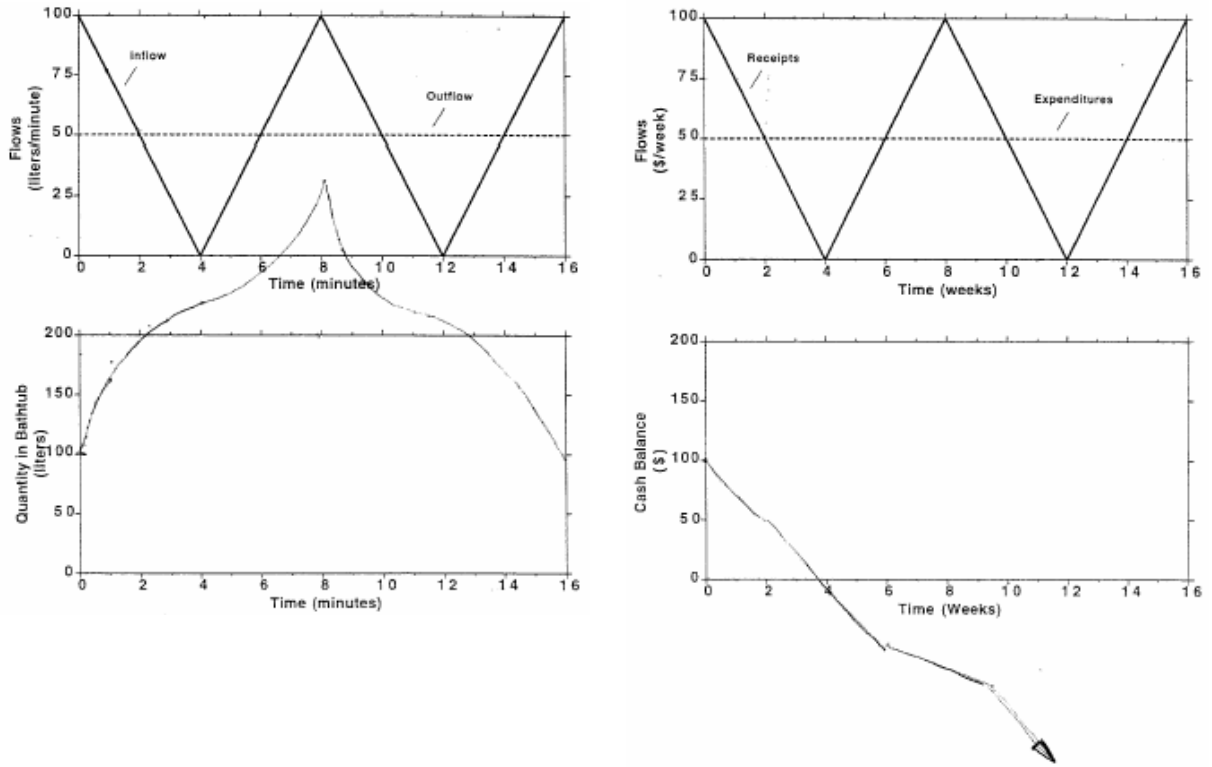 100
75
50
25
0
Flows
(liters/minute)
Inflow
Outflow
0 2 4 6 8 10 12 14 16
Time (minutes)
200
150
100
50
0
Quantity in Bathtub
(liters)
0 2 4 6 8 10 12 14 16
Time (minutes)
100
75
50
25
0
Flows
($/week)
Receipts
Expenditures
0 2 4 6 8 10 12 14 16
Time (weeks)
200
150
100
50
0
Cash Balance
($)
0 2 4 6 8 10 12 14 16
Time (Weeks)